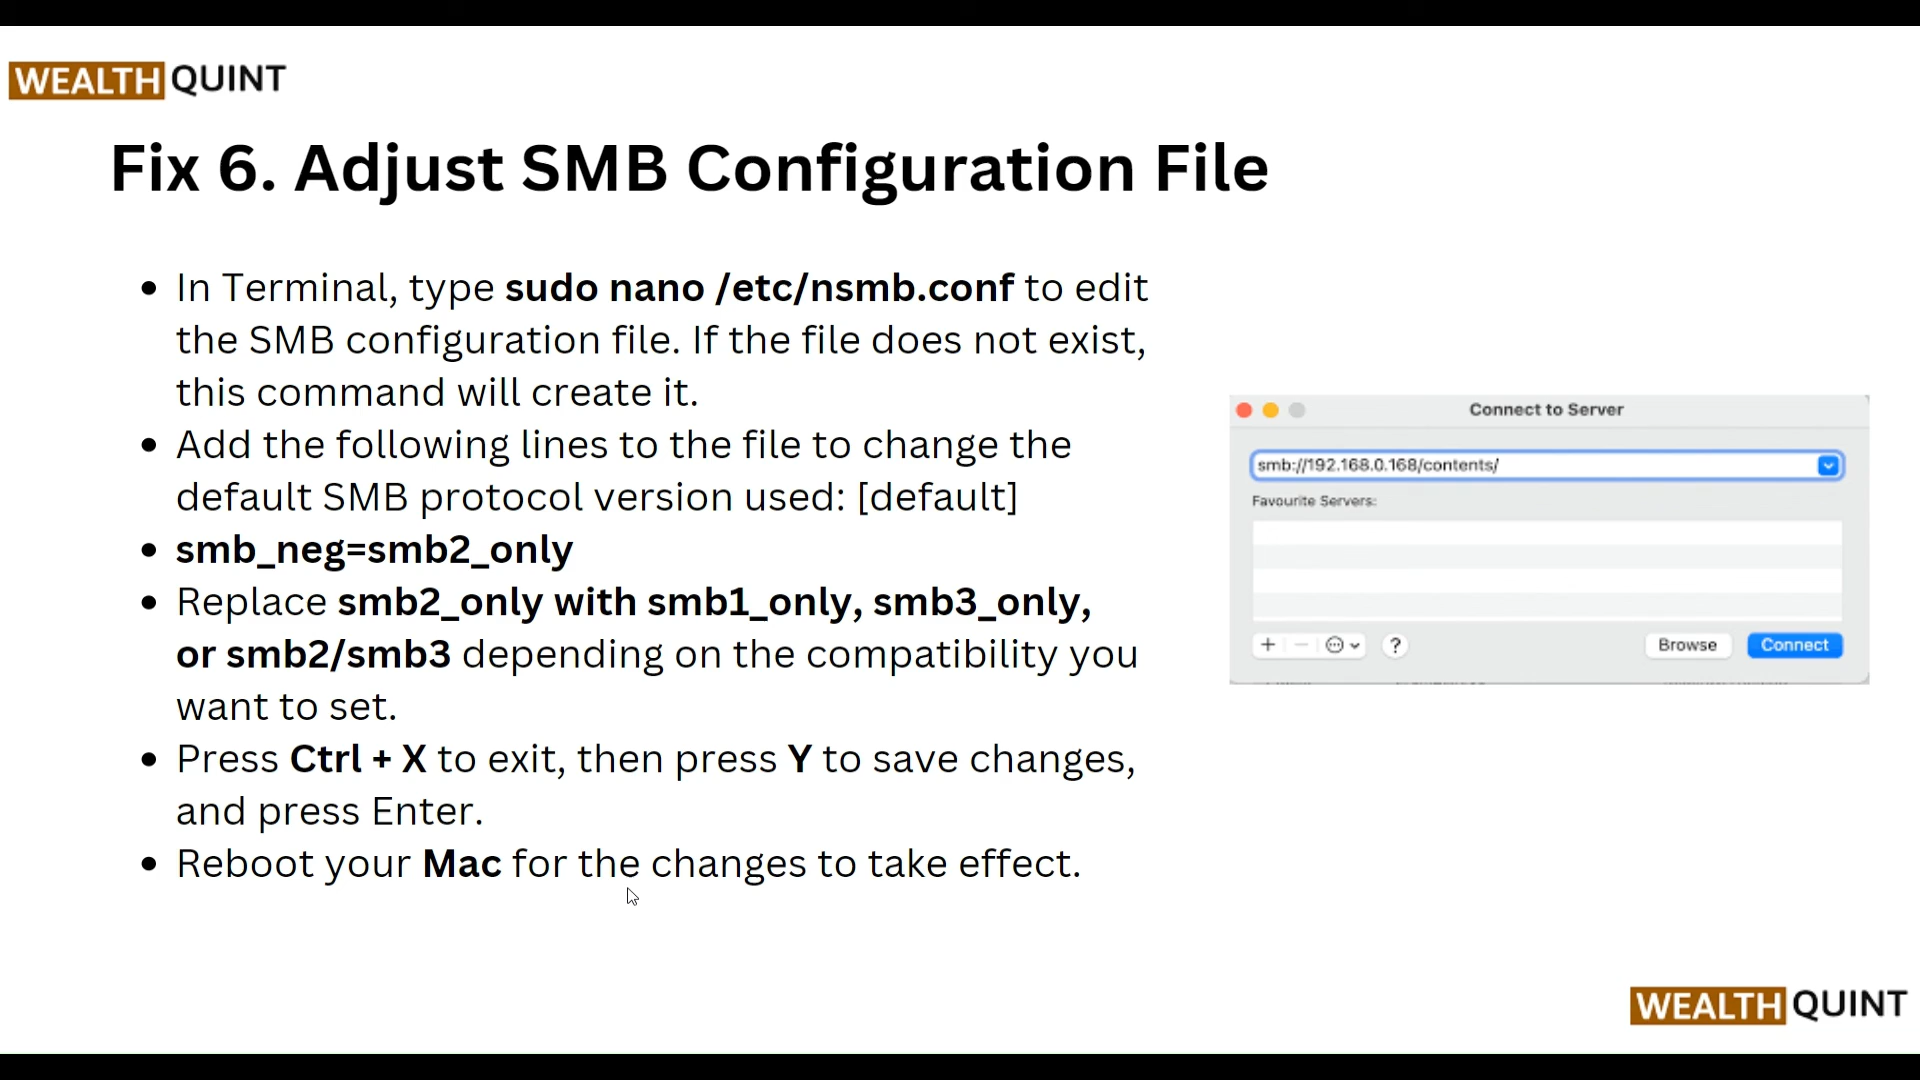 WEALTH QUINT
Fix 6. Adjust SMB Configuration File
• In Terminal, type sudo nano /etc/nsmb.conf to edit
the SMB configuration file. If the file does not exist,
this command will create it.
• Add the following lines to the file to change the
default SMB protocol version used: [default]
• smb_neg=smb2_only
• Replace smb2_only with smb1_only, smb3_only,
or smb2/smb3 depending on the compatibility you
want to set.
• Press Ctrl + X to exit, then press Y to save changes,
and press Enter.
• Reboot your Mac for the changes to take effect.
Connect to Server
smb://192.168.0.168/contents/
Favourite Servers:
+ − ?
Browse Connect
WEALTH QUINT